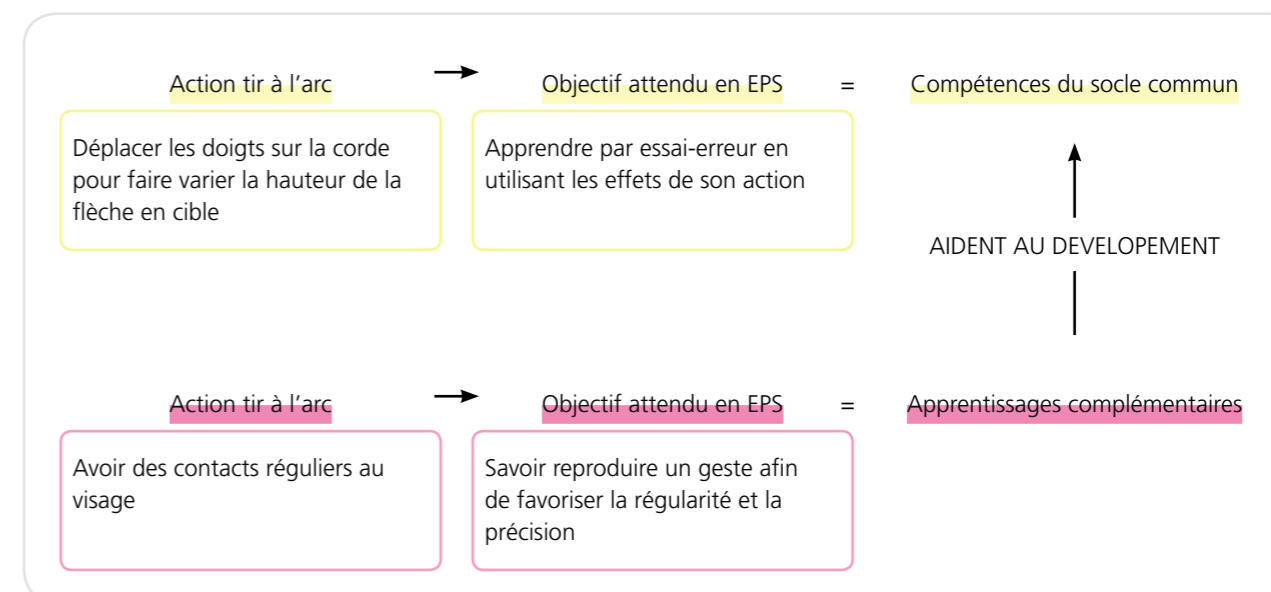 Action tir à l'arc → Objectif attendu en EPS = Compétences du socle commun
Déplacer les doigts sur la corde
pour faire varier la hauteur de la
flèche en cible
Apprendre par essai-erreur en
utilisant les effets de son action
AIDENT AU DEVELOPEMENT
Action tir à l'arc → Objectif attendu en EPS = Apprentissages complémentaires
Avoir des contacts réguliers au
visage
Savoir reproduire un geste afin
de favoriser la régularité et la
précision